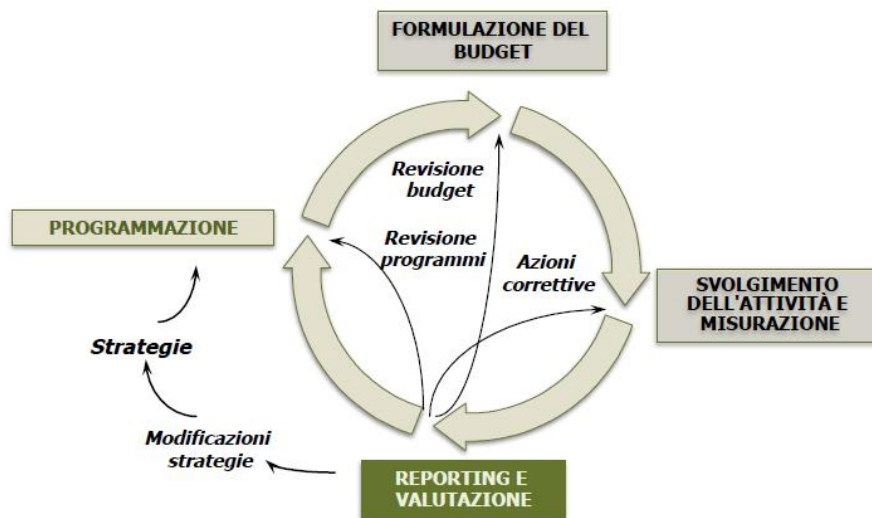 FORMULAZIONE DEL
BUDGET
Revisione
budget
PROGRAMMAZIONE
Revisione
programmi
Azioni
correttive
SVOLGIMENTO
DELL'ATTIVITÀ E
MISURAZIONE
Strategie
Modificazioni
strategie
REPORTING E
VALUTAZIONE